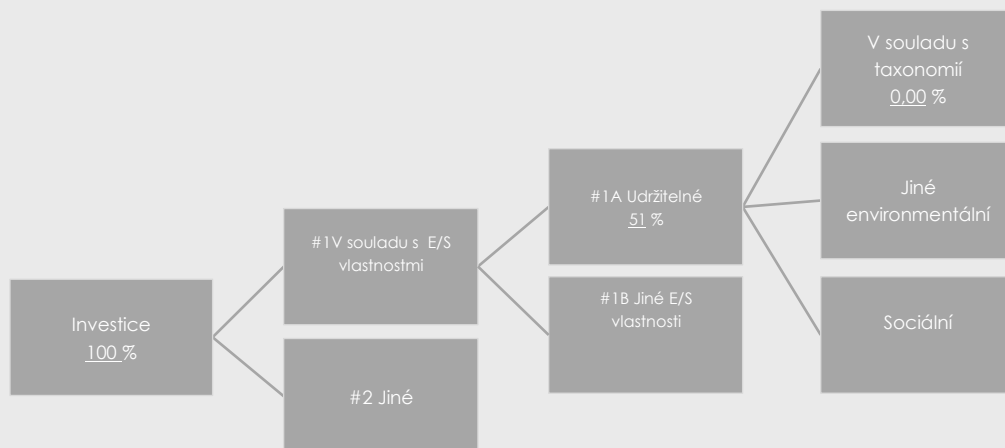 Investice
100 %
#1V souladu s E/S
vlastnostmi
#2 Jiné
#1A Udržitelné
51 %
#1B Jiné E/S
vlastnosti
V souladu s
taxonomií
0,00 %
Jiné
environmentální
Sociální